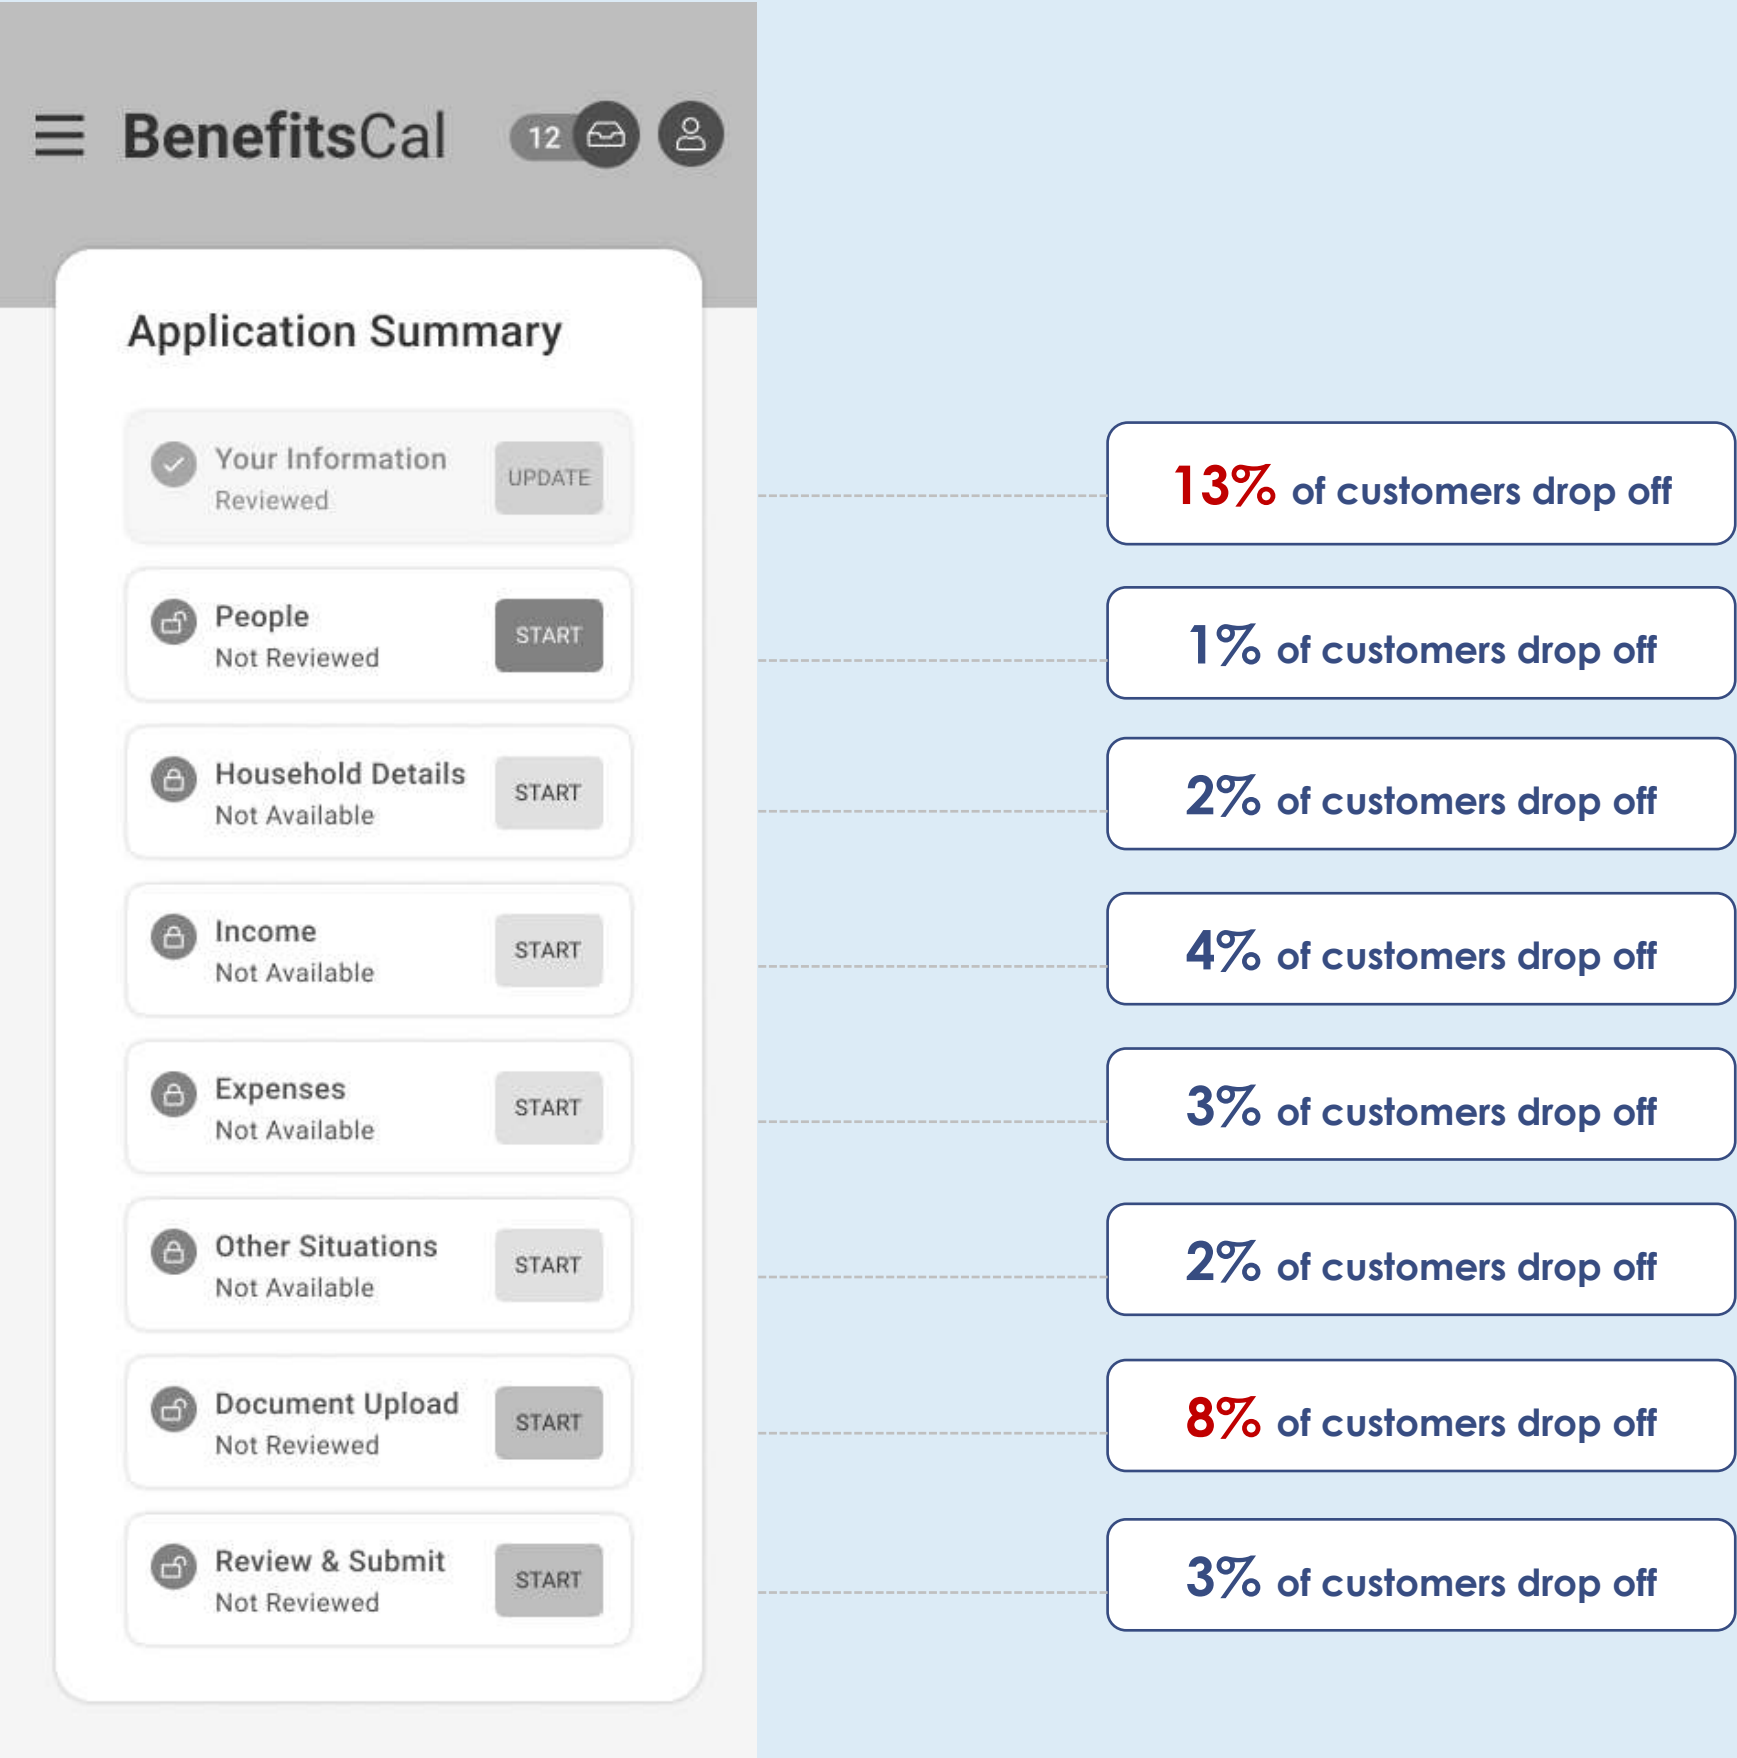 BenefitsCal
12
Application Summary
Your Information
Reviewed
UPDATE
13% of customers drop off
People
Not Reviewed
START
1% of customers drop off
Household Details
Not Available
START
2% of customers drop off
Income
Not Available
START
4% of customers drop off
Expenses
Not Available
START
3% of customers drop off
Other Situations
Not Available
START
2% of customers drop off
Document Upload
Not Reviewed
START
8% of customers drop off
Review & Submit
Not Reviewed
START
3% of customers drop off